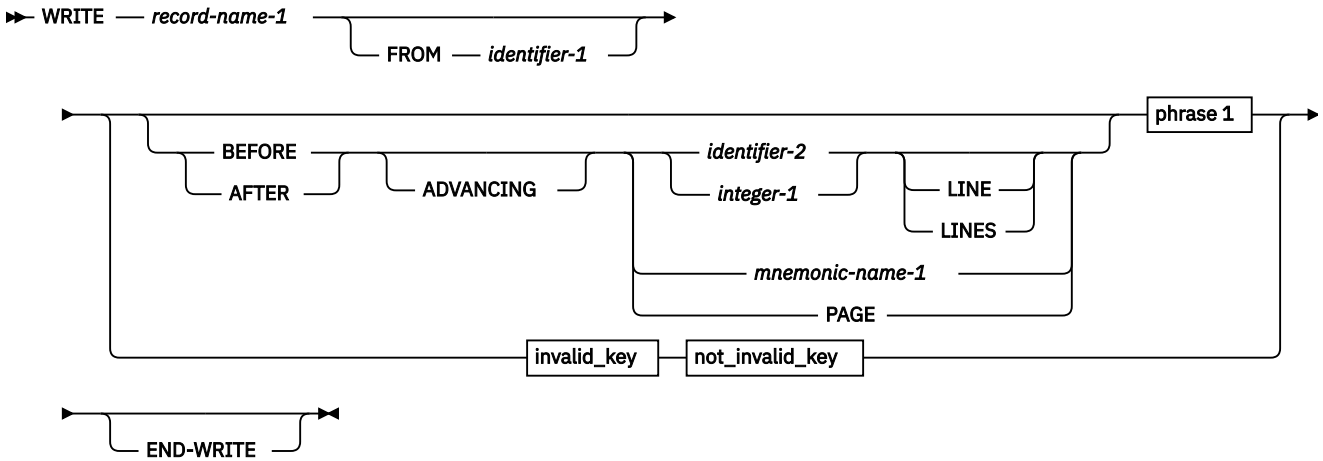 WRITE record-name-1
FROM identifier-1
phrase 1
BEFORE identifier-2
AFTER ADVANCING integer-1 LINE
LINES
mnemonic-name-1
PAGE
invalid_key not_invalid_key
END-WRITE